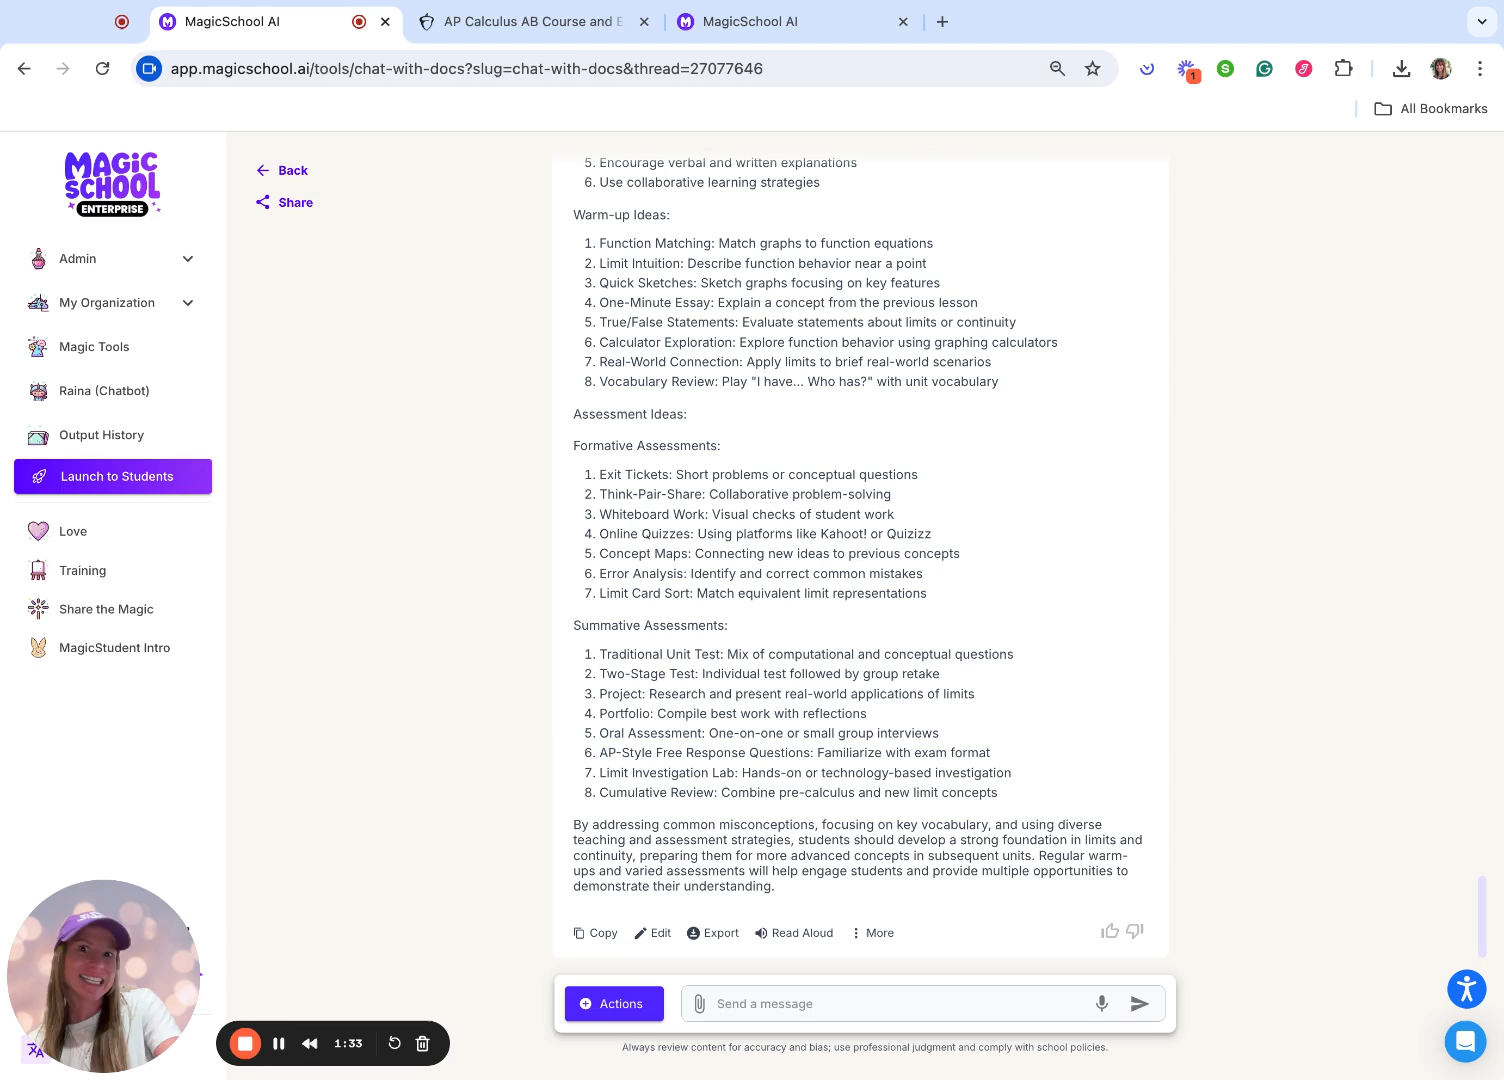 MagicSchool AI
AP Calculus AB Course and E
MagicSchool AI
app.magicschool.ai/tools/chat-with-docs?slug=chat-with-docs&thread=27077646
1
S
All Bookmarks
MAGIC
SCHOOL
ENTERPRISE
Admin
My Organization
Magic Tools
Raina (Chatbot)
Output History
Launch to Students
Love
Training
Share the Magic
MagicStudent Intro
Back
Share
5. Encourage verbal and written explanations
6. Use collaborative learning strategies
Warm-up Ideas:
1. Function Matching: Match graphs to function equations
2. Limit Intuition: Describe function behavior near a point
3. Quick Sketches: Sketch graphs focusing on key features
4. One-Minute Essay: Explain a concept from the previous lesson
5. True/False Statements: Evaluate statements about limits or continuity
6. Calculator Exploration: Explore function behavior using graphing calculators
7. Real-World Connection: Apply limits to brief real-world scenarios
8. Vocabulary Review: Play "I have... Who has?" with unit vocabulary
Assessment Ideas:
Formative Assessments:
1. Exit Tickets: Short problems or conceptual questions
2. Think-Pair-Share: Collaborative problem-solving
3. Whiteboard Work: Visual checks of student work
4. Online Quizzes: Using platforms like Kahoot! or Quizizz
5. Concept Maps: Connecting new ideas to previous concepts
6. Error Analysis: Identify and correct common mistakes
7. Limit Card Sort: Match equivalent limit representations
Summative Assessments:
1. Traditional Unit Test: Mix of computational and conceptual questions
2. Two-Stage Test: Individual test followed by group retake
3. Project: Research and present real-world applications of limits
4. Portfolio: Compile best work with reflections
5. Oral Assessment: One-on-one or small group interviews
6. AP-Style Free Response Questions: Familiarize with exam format
7. Limit Investigation Lab: Hands-on or technology-based investigation
8. Cumulative Review: Combine pre-calculus and new limit concepts
By addressing common misconceptions, focusing on key vocabulary, and using diverse
teaching and assessment strategies, students should develop a strong foundation in limits and
continuity, preparing them for more advanced concepts in subsequent units. Regular warm-
ups and varied assessments will help engage students and provide multiple opportunities to
demonstrate their understanding.
Copy
Edit
Export
Read Aloud
More
Actions
Send a message
Always review content for accuracy and bias; use professional judgment and comply with school policies.
1:33